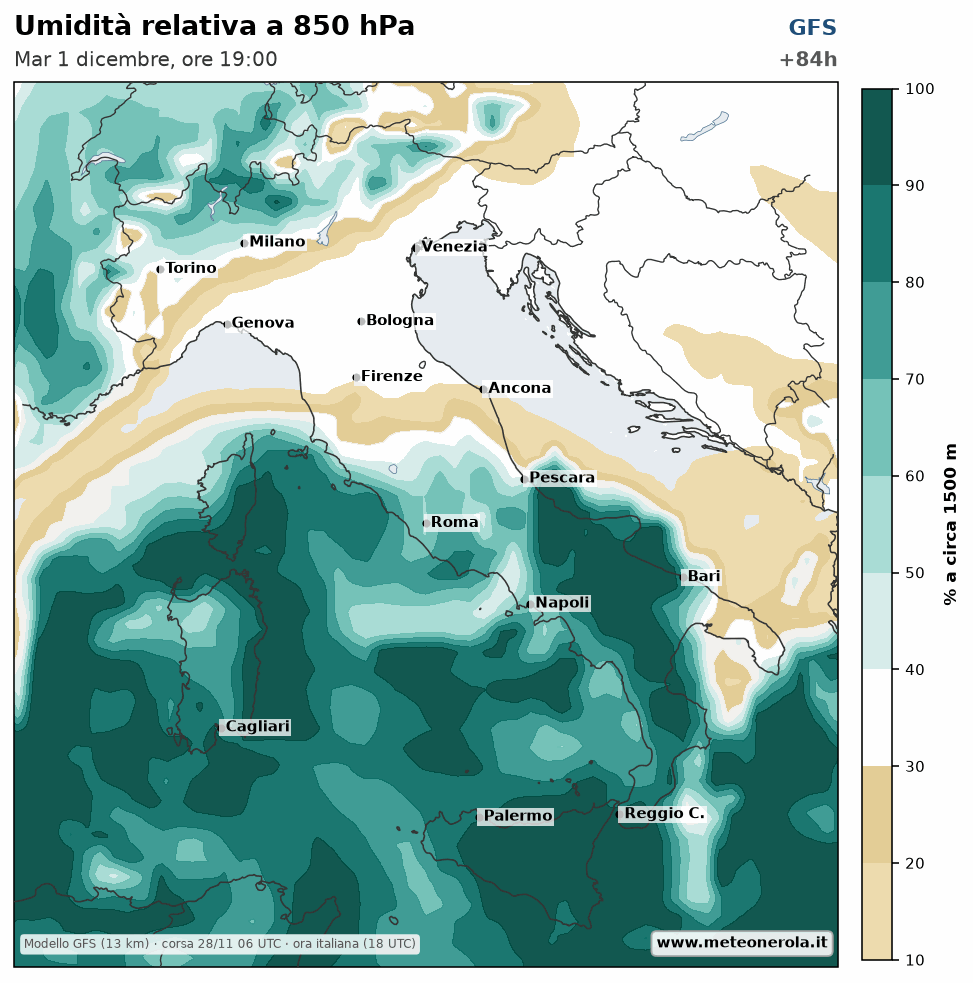 Umidità relativa a 850 hPa
GFS
Mar 1 dicembre, ore 19:00
+84h
100
90
80
70
60
50
40
30
20
10
% a circa 1500 m
Milano
Venezia
Torino
Genova
Bologna
Firenze
Ancona
Pescara
Roma
Bari
Napoli
Cagliari
Palermo
Reggio C.
Modello GFS (13 km) · corsa 28/11 06 UTC · ora italiana (18 UTC)
www.meteonerola.it